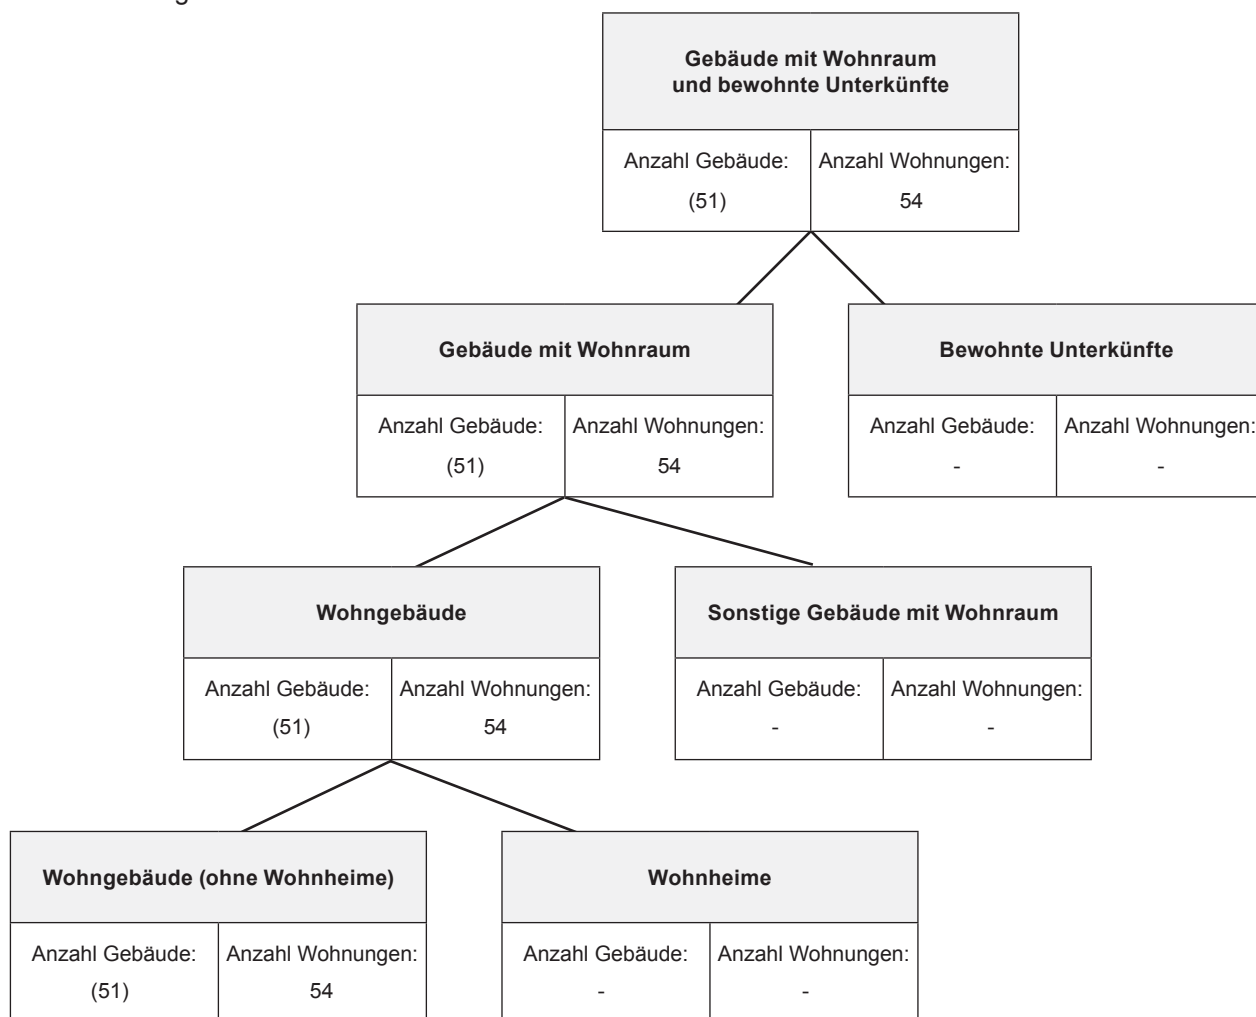 Gebäude mit Wohnraum
und bewohnte Unterkünfte
Anzahl Gebäude: Anzahl Wohnungen:
(51) 54
Gebäude mit Wohnraum
Anzahl Gebäude: Anzahl Wohnungen:
(51) 54
Bewohnte Unterkünfte
Anzahl Gebäude: Anzahl Wohnungen:
- -
Wohngebäude
Anzahl Gebäude: Anzahl Wohnungen:
(51) 54
Sonstige Gebäude mit Wohnraum
Anzahl Gebäude: Anzahl Wohnungen:
- -
Wohngebäude (ohne Wohnheime)
Anzahl Gebäude: Anzahl Wohnungen:
(51) 54
Wohnheime
Anzahl Gebäude: Anzahl Wohnungen:
- -